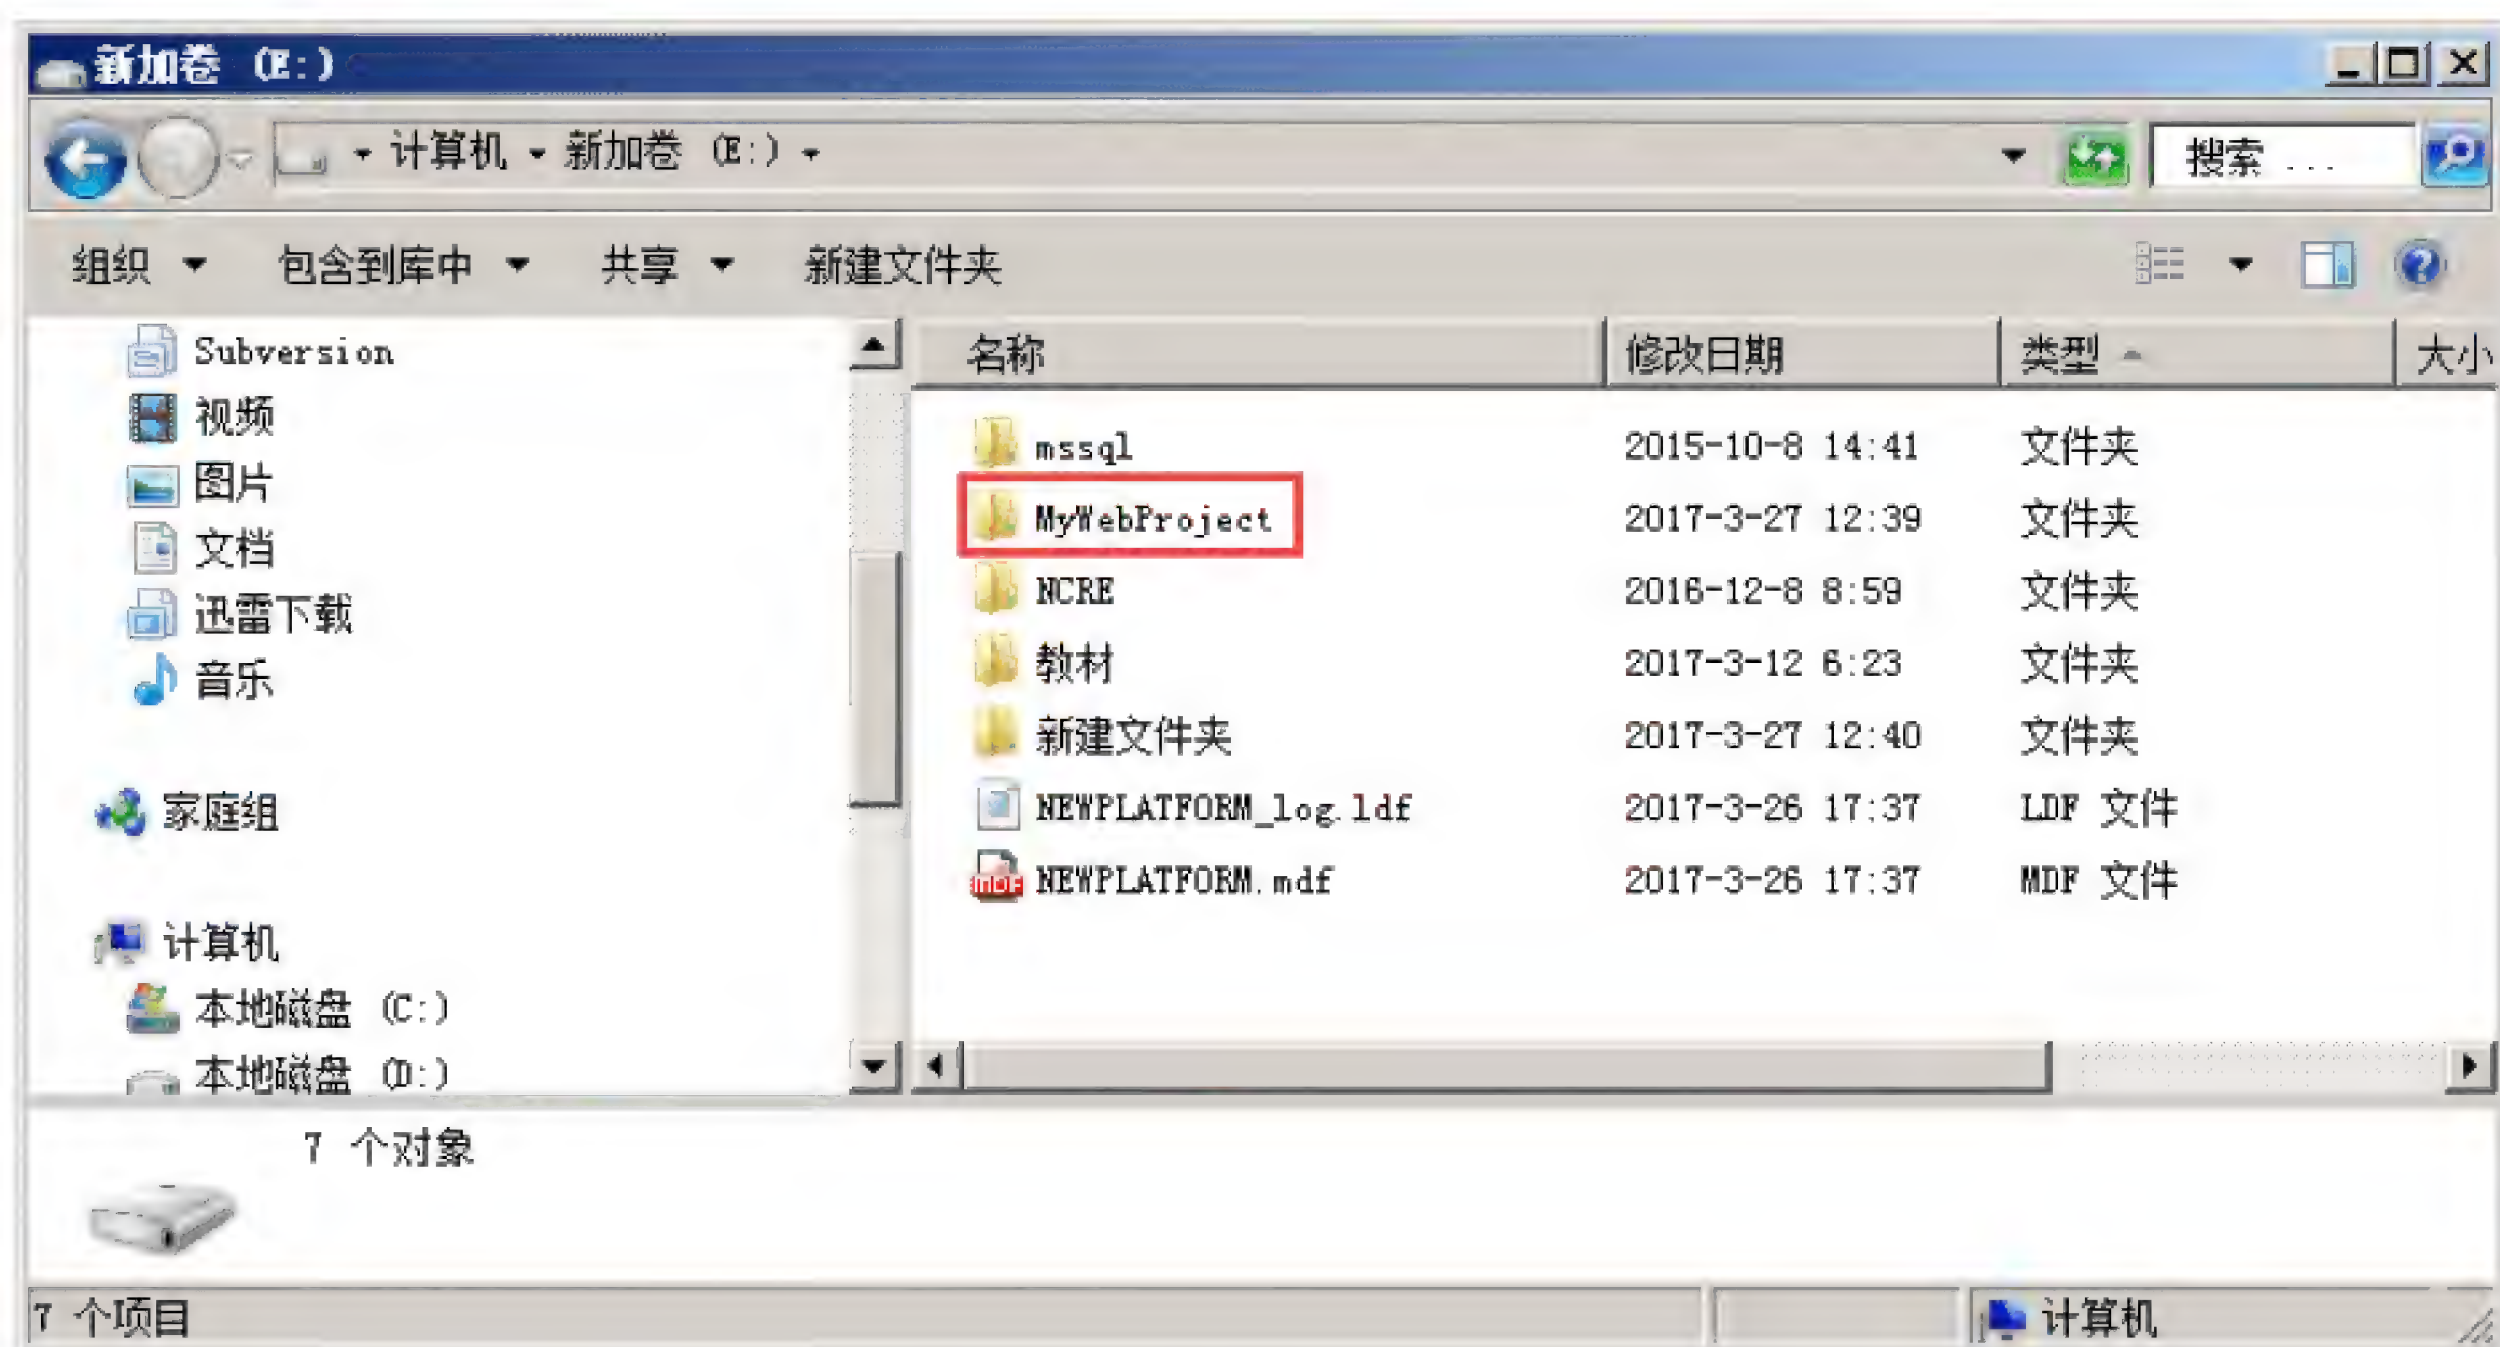 新加卷 (E:)
计算机 新加卷 (E:) 搜索 ...
组织 包含到库中 共享 新建文件夹
Subversion
视频
图片
文档
迅雷下载
音乐
家庭组
计算机
本地磁盘 (C:)
本地磁盘 (D:)
名称 修改日期 类型 大小
mssql 2015-10-8 14:41 文件夹
MyWebProject 2017-3-27 12:39 文件夹
NCRE 2016-12-8 8:59 文件夹
教材 2017-3-12 6:23 文件夹
新建文件夹 2017-3-27 12:40 文件夹
NEWPLATFORM_log.ldf 2017-3-26 17:37 LDF 文件
MDF NEWPLATFORM.mdf 2017-3-26 17:37 MDF 文件
7 个对象
7 个项目 计算机